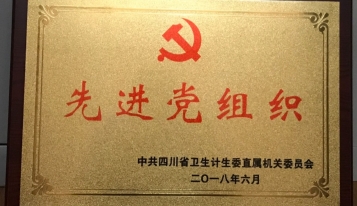 先进党组织
中共四川省卫生计生委直属机关委员会
二〇一八年六月